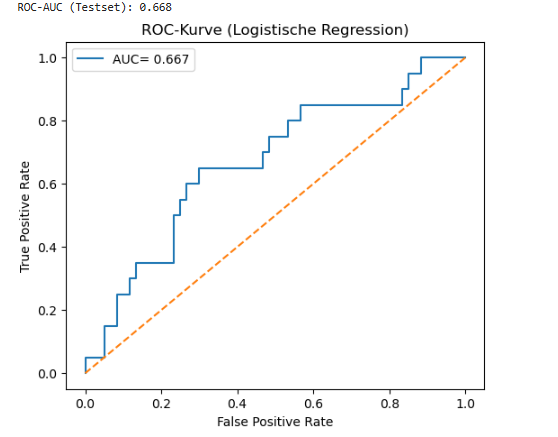 ROC-AUC (Testset): 0.668
ROC-Kurve (Logistische Regression)
AUC= 0.667
True Positive Rate
1.0
0.8
0.6
0.4
0.2
0.0
0.0 0.2 0.4 0.6 0.8 1.0
False Positive Rate